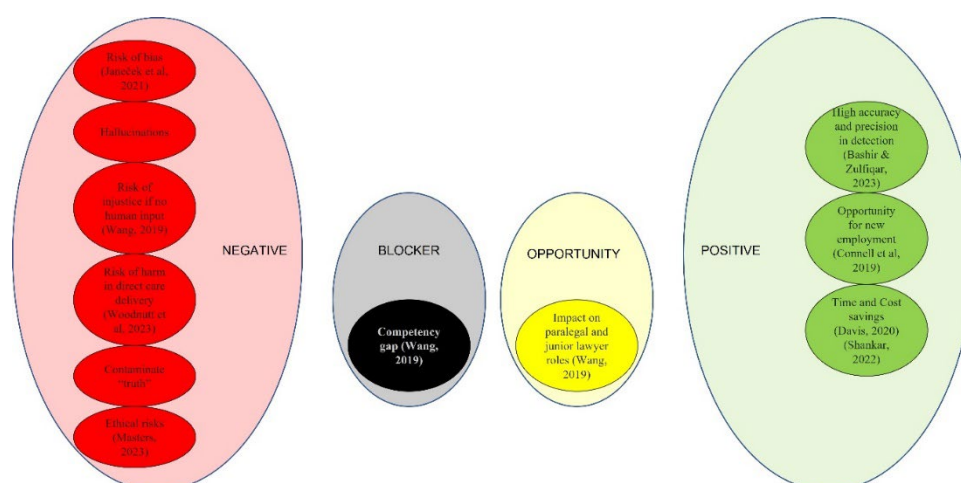 Risk of bias
(Janeček et al,
2021)
Hallucinations
Risk of
injustice if no
human input
(Wang, 2019)
NEGATIVE
Risk of harm
in direct care
delivery
(Woodnutt et
al, 2023)
Contaminate
“truth”
Ethical risks
(Masters,
2023)
BLOCKER
Competency
gap (Wang,
2019)
OPPORTUNITY
Impact on
paralegal and
junior lawyer
roles (Wang,
2019)
POSITIVE
High accuracy
and precision
in detection
(Bashir &
Zulfiqar,
2023)
Opportunity
for new
employment
(Connell et al,
2019)
Time and Cost
savings
(Davis, 2020)
(Shankar,
2022)